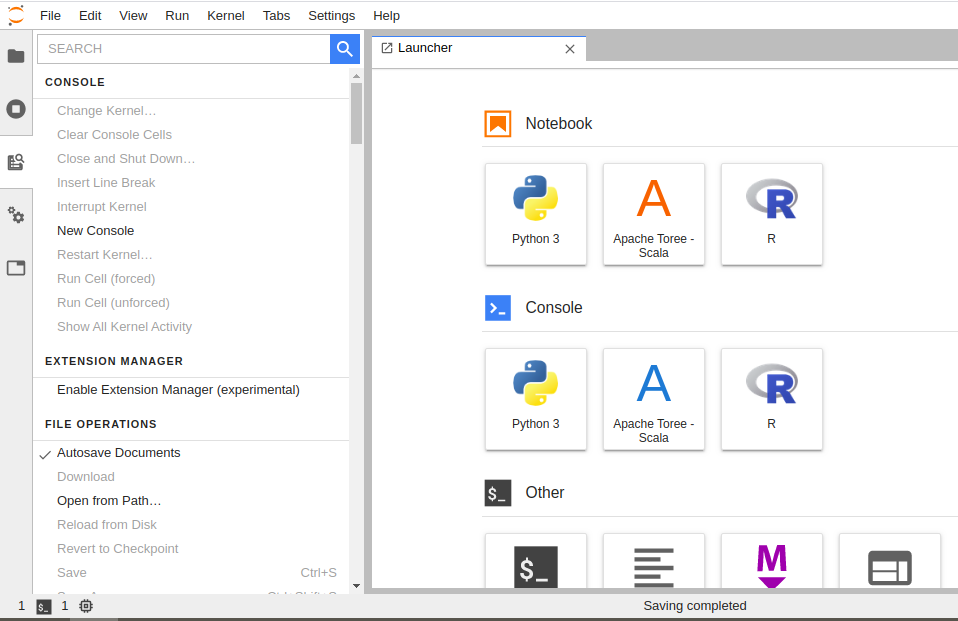 File Edit View Run Kernel Tabs Settings Help
SEARCH
CONSOLE
Change Kernel…
Clear Console Cells
Close and Shut Down…
Insert Line Break
Interrupt Kernel
New Console
Restart Kernel…
Run Cell (forced)
Run Cell (unforced)
Show All Kernel Activity
EXTENSION MANAGER
Enable Extension Manager (experimental)
FILE OPERATIONS
Autosave Documents
Download
Open from Path…
Reload from Disk
Revert to Checkpoint
Save Ctrl+S
Launcher
Notebook
Python 3
A
Apache Toree -
Scala
R
R
Console
Python 3
A
Apache Toree -
Scala
R
R
$_
Other
$_
M
1 $_ 1
Saving completed